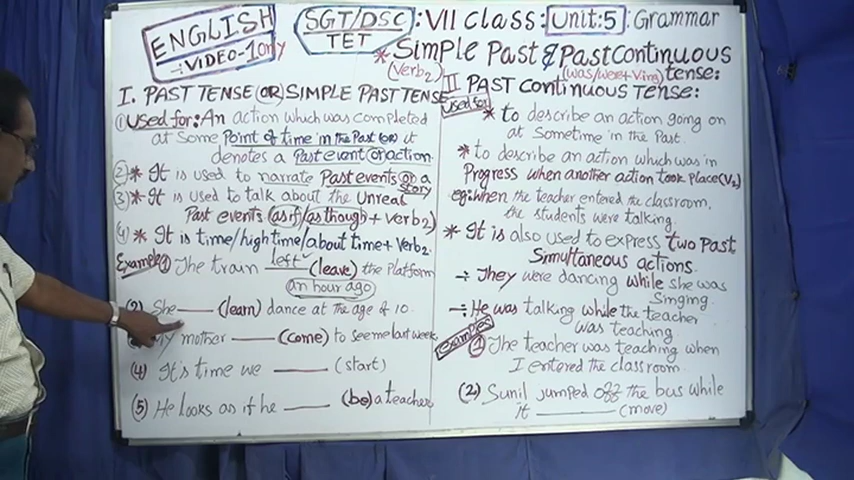 ENGLISH
-:VIDEO-1 only
SGT/DSC
TET
: VII class: Unit:5 : Grammar
* Simple Past & Past Continuous
(Verb2)
(was/were+Ving) tense:
I. PAST TENSE (OR) SIMPLE PAST TENSE
① Used for: An action which was completed
at Some Point of time in the Past (or) it
denotes a Past event (or) action.
2) * It is used to narrate Past events (or) a
story
3) * It is used to talk about the Unreal
Past events (as if/as though + verb2)
(4) * It is time/high time/about time + Verb2.
Examples ① The train left (leave) the Platform
an hour ago
(2) She ___ (learn) dance at the age of 10.
My mother ___ (come) to see me last week
(4) It's time we ___ (start)
(5) He looks as if he ___ (be) a teacher
II PAST Continuous TENSE:
Used for
* to describe an action going on
at Sometime in the Past.
* to describe an action which was in
Progress when another action took place (V2)
eg: when the teacher entered the classroom,
the students were talking.
* It is also used to express two Past
Simultaneous actions.
÷ They were dancing while she was
Singing.
÷ He was talking while the teacher
was teaching
Examples
① The teacher was teaching when
I entered the classroom
(2) Sunil jumped off the bus while
it ___ (move)